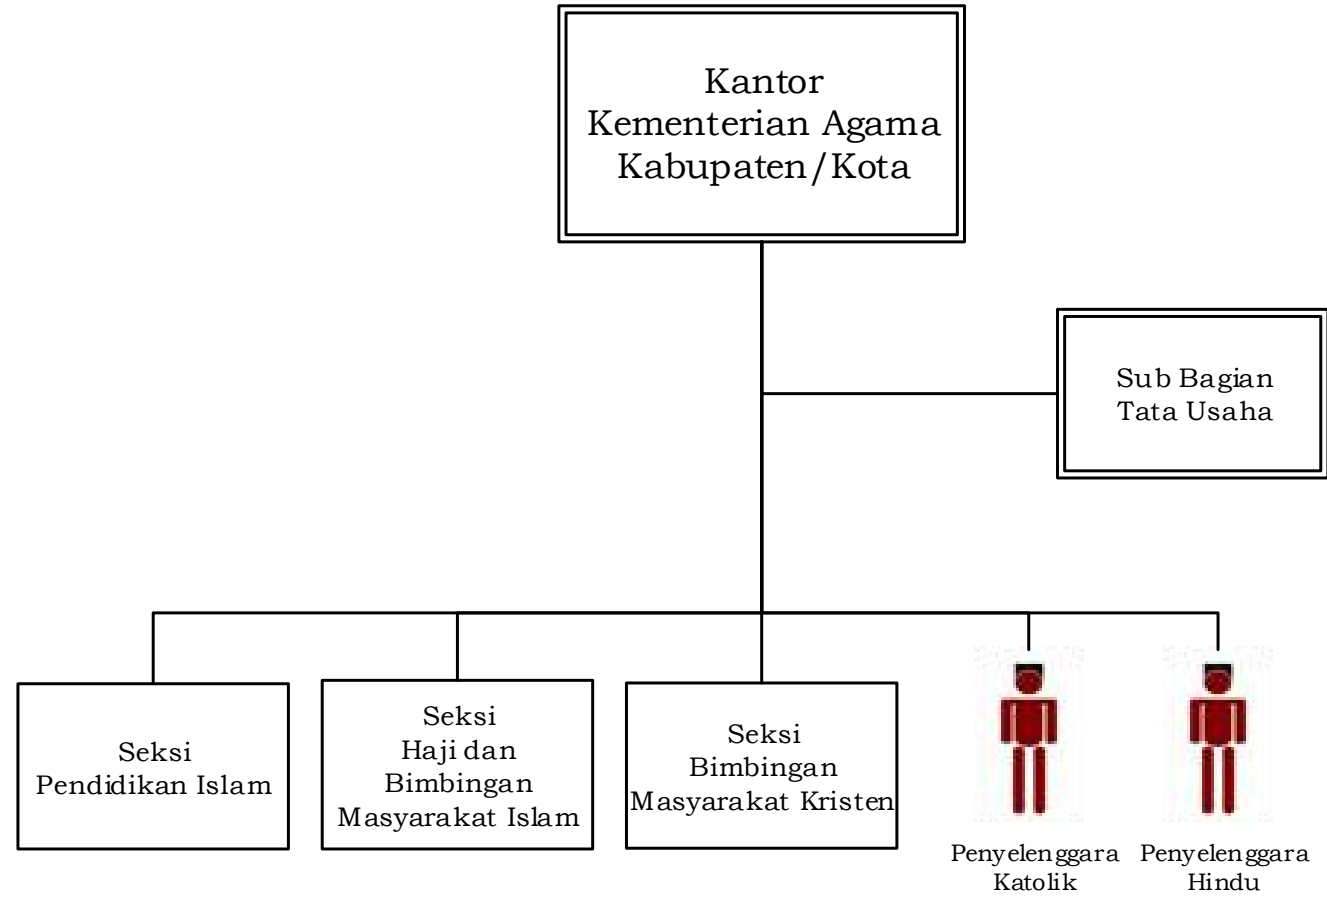 Kantor
Kementerian Agama
Kabupaten/Kota
Sub Bagian
Tata Usaha
Seksi
Pendidikan Islam
Seksi
Haji dan
Bimbingan
Masyarakat Islam
Seksi
Bimbingan
Masyarakat Kristen
Penyelenggara
Katolik
Penyelenggara
Hindu